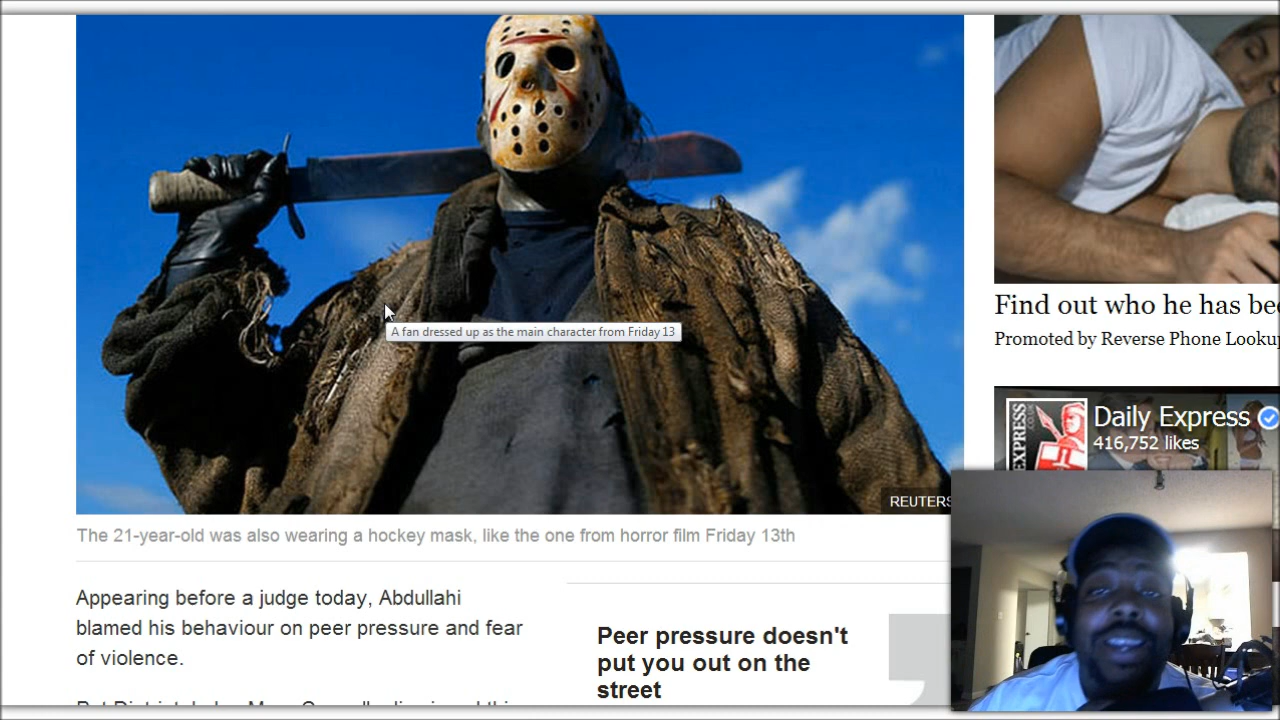 A fan dressed up as the main character from Friday 13
REUTERS
The 21-year-old was also wearing a hockey mask, like the one from horror film Friday 13th
Appearing before a judge today, Abdullahi
blamed his behaviour on peer pressure and fear
of violence.
Peer pressure doesn't
put you out on the
street
Find out who he has
Promoted by Reverse Phone
EXPRESS
Daily Express
416,752 likes